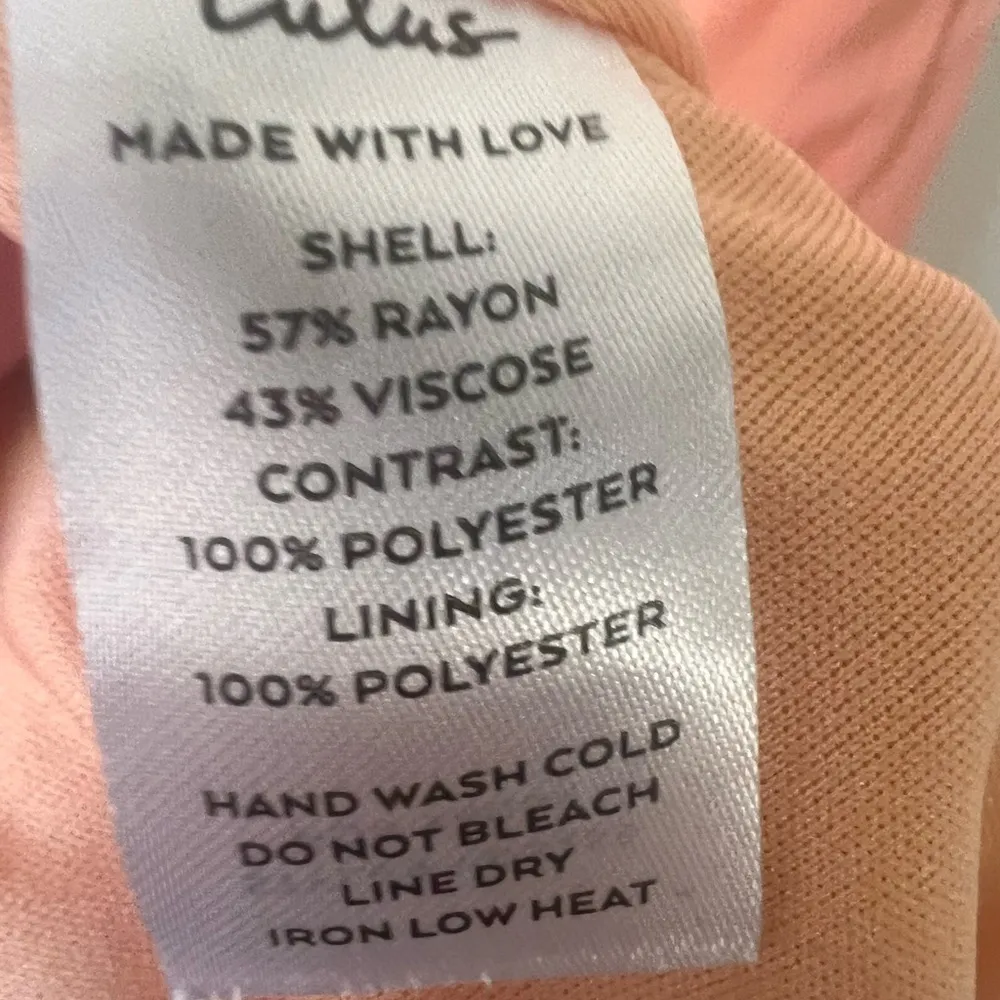 Lulus
MADE WITH LOVE
SHELL:
57% RAYON
43% VISCOSE
CONTRAST:
100% POLYESTER
LINING:
100% POLYESTER
HAND WASH COLD
DO NOT BLEACH
LINE DRY
IRON LOW HEAT